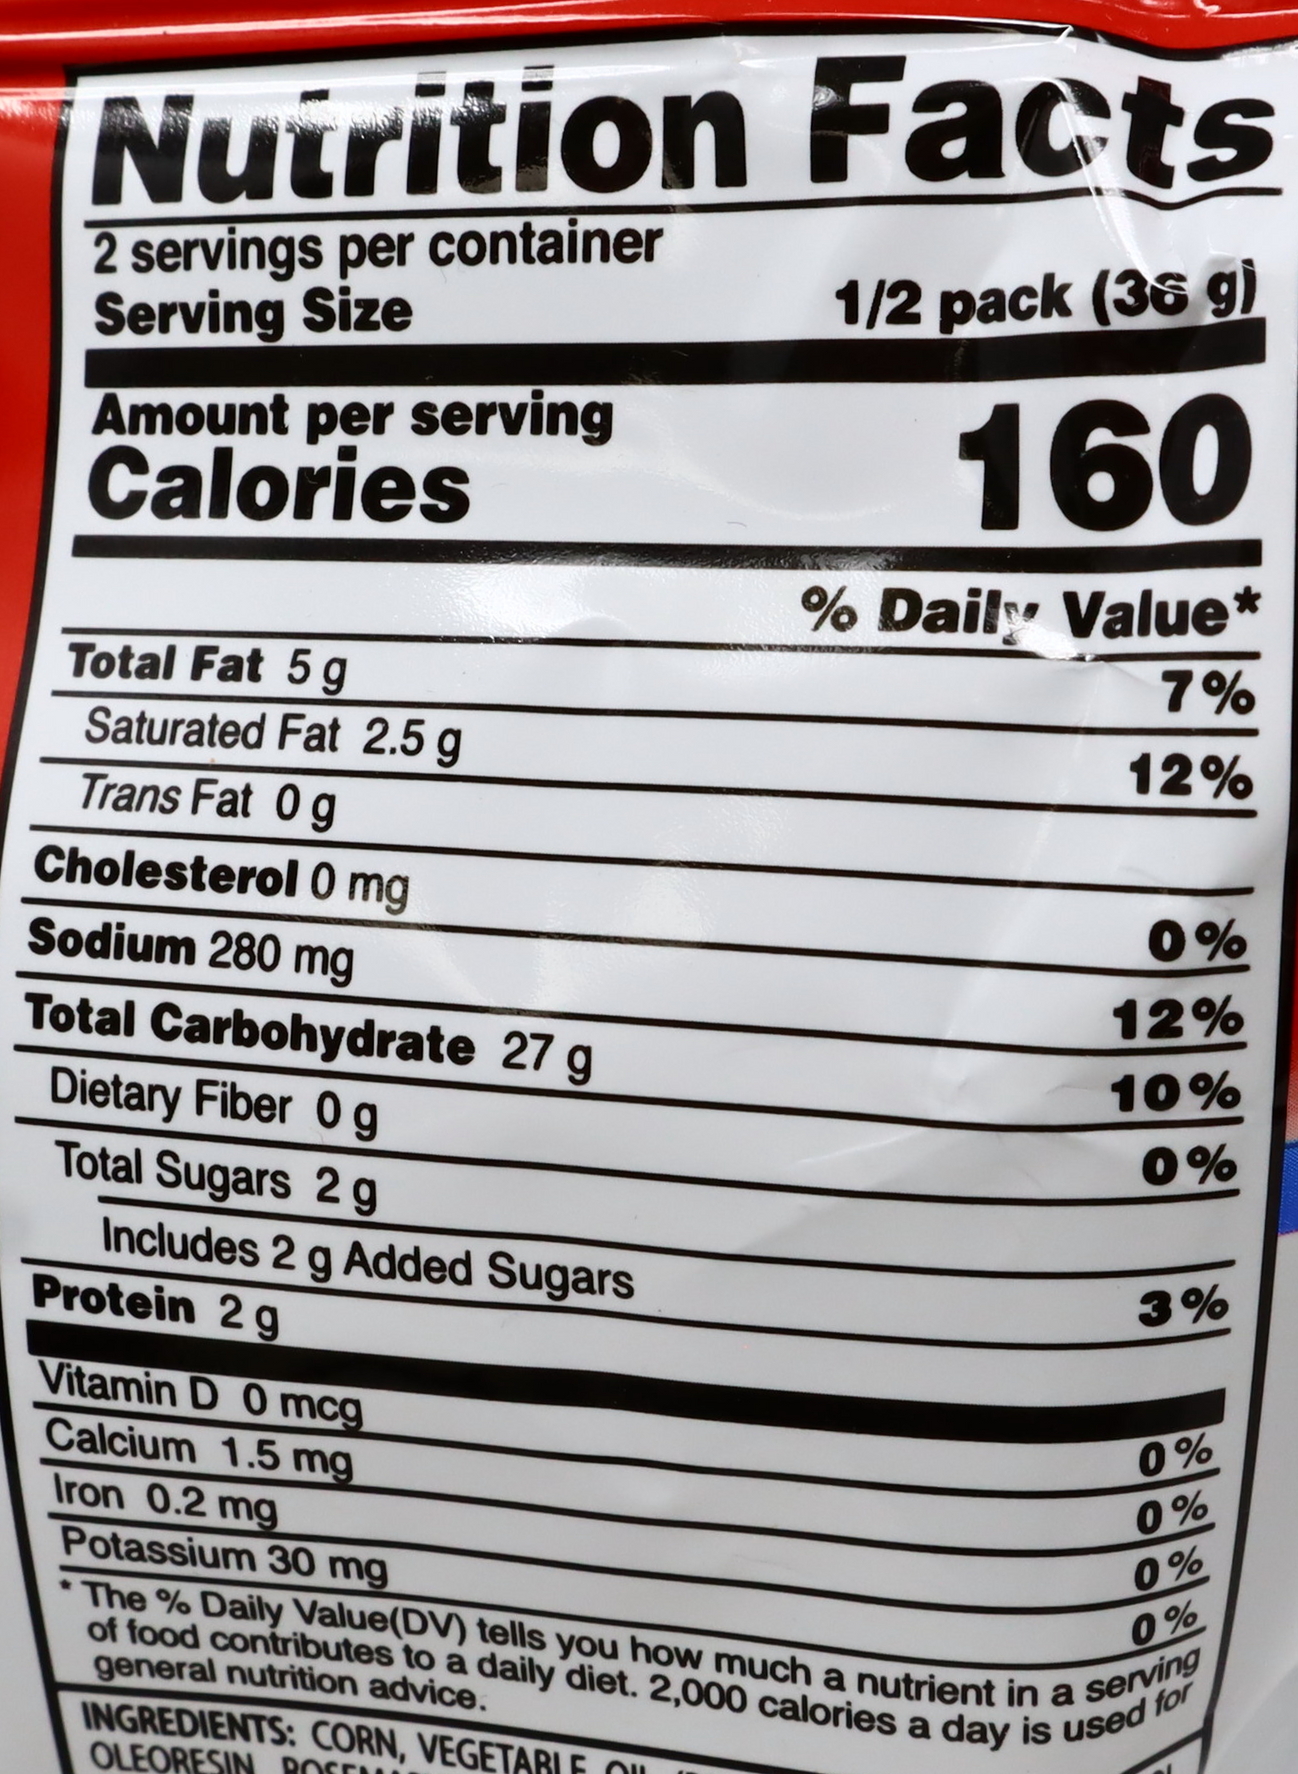 Nutrition Facts
2 servings per container
Serving Size 1/2 pack (36 g)
Amount per serving
Calories 160
% Daily Value*
Total Fat 5 g 7%
Saturated Fat 2.5 g 12%
Trans Fat 0 g
Cholesterol 0 mg 0%
Sodium 280 mg 12%
Total Carbohydrate 27 g 10%
Dietary Fiber 0 g 0%
Total Sugars 2 g
Includes 2 g Added Sugars 3%
Protein 2 g
Vitamin D 0 mcg 0%
Calcium 1.5 mg 0%
Iron 0.2 mg 0%
Potassium 30 mg 0%
* The % Daily Value(DV) tells you how much a nutrient in a serving
of food contributes to a daily diet. 2,000 calories a day is used for
general nutrition advice.
INGREDIENTS: CORN, VEGETABLE OIL
OLEORESIN